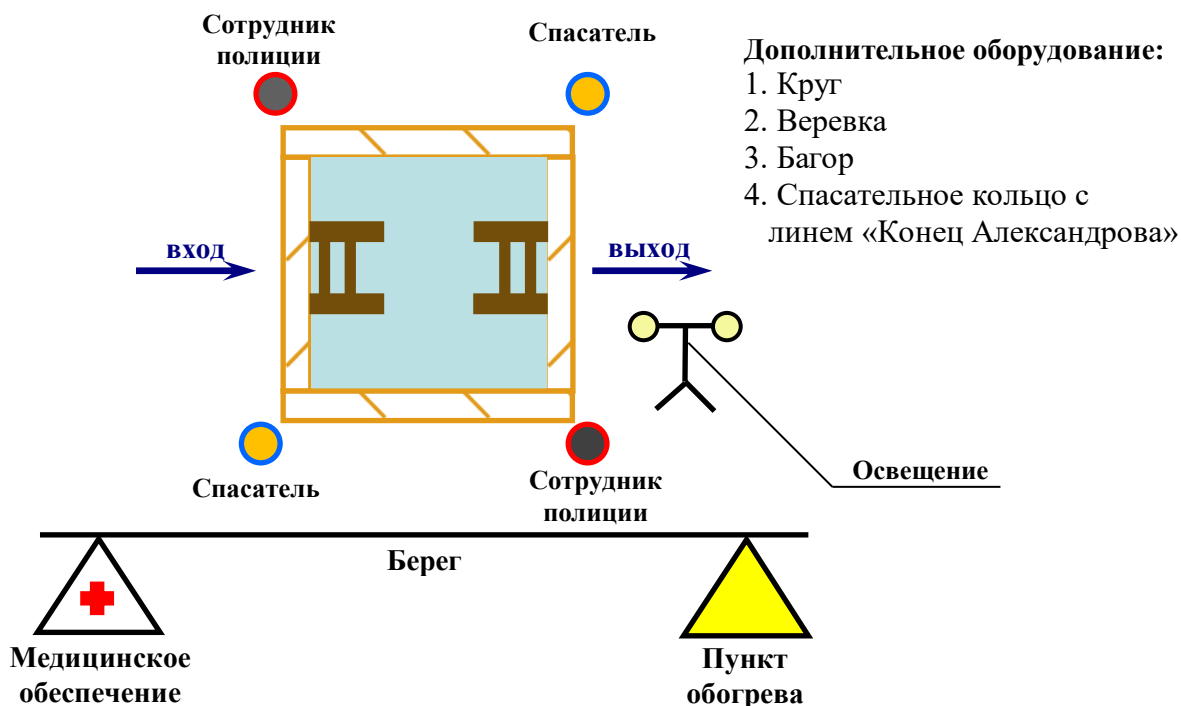 Сотрудник
полиции
Спасатель
Дополнительное оборудование:
1. Круг
2. Веревка
3. Багор
4. Спасательное кольцо с
линем «Конец Александрова»
вход
выход
Освещение
Спасатель
Сотрудник
полиции
Берег
Медицинское
обеспечение
Пункт
обогрева